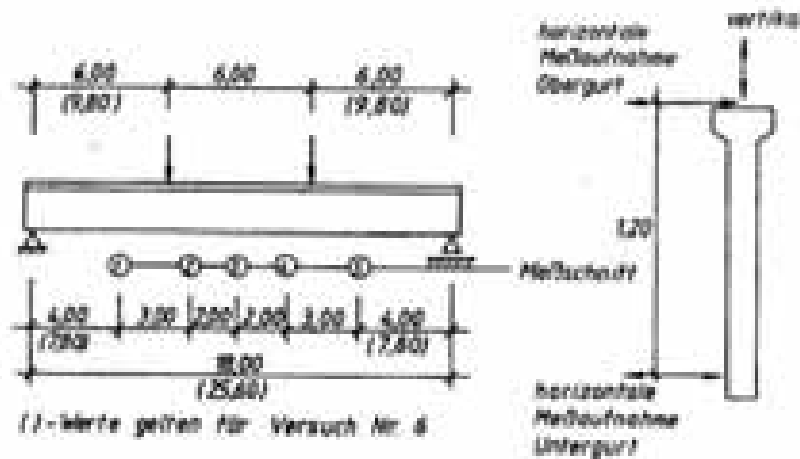 6,00 6,00 6,00
(9,80) (9,80)
Meßschnitt
4,00 3,00 2,00 2,00 3,00 4,00
(7,80) (7,80)
18,00
(25,60)
()-Werte gelten für Versuch Nr. 6
horizontale
Meßaufnahme
Obergurt
1,20
horizontale
Meßaufnahme
Untergurt